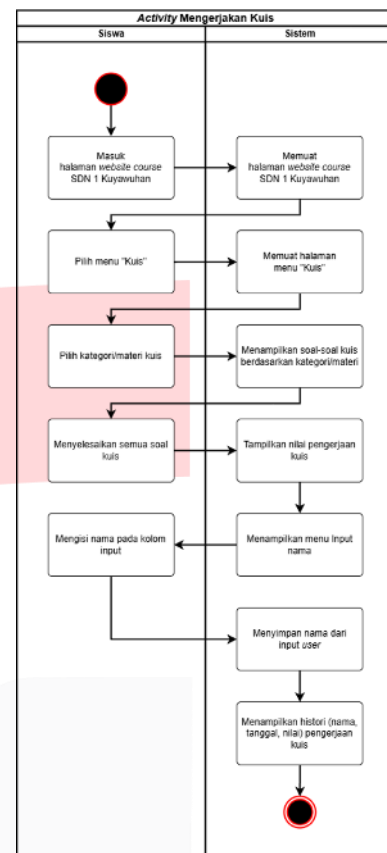 Activity Mengerjakan Kuis
Siswa
Sistem
Masuk
halaman website courae
SDN 1 Kuyawuhan
Memuat
halaman website courae
SDN 1 Kuyawuhan
Pilih menu "Kuis"
Memuat halaman
menu "Kuis"
Pilih kategori/materi kuis
Menampilkan soal-soal kuis
berdasarkan kategori/materi
Menyelesaikan semua soal
kuis
Tampilkan nilai pengerjaan
kuis
Mengisi nama pada kolom
input
Menampilkan menu Input
nama
Menyimpan nama dari
input user
Menampilkan histori (nama,
tanggal, nilai) pengerjaan
kuis